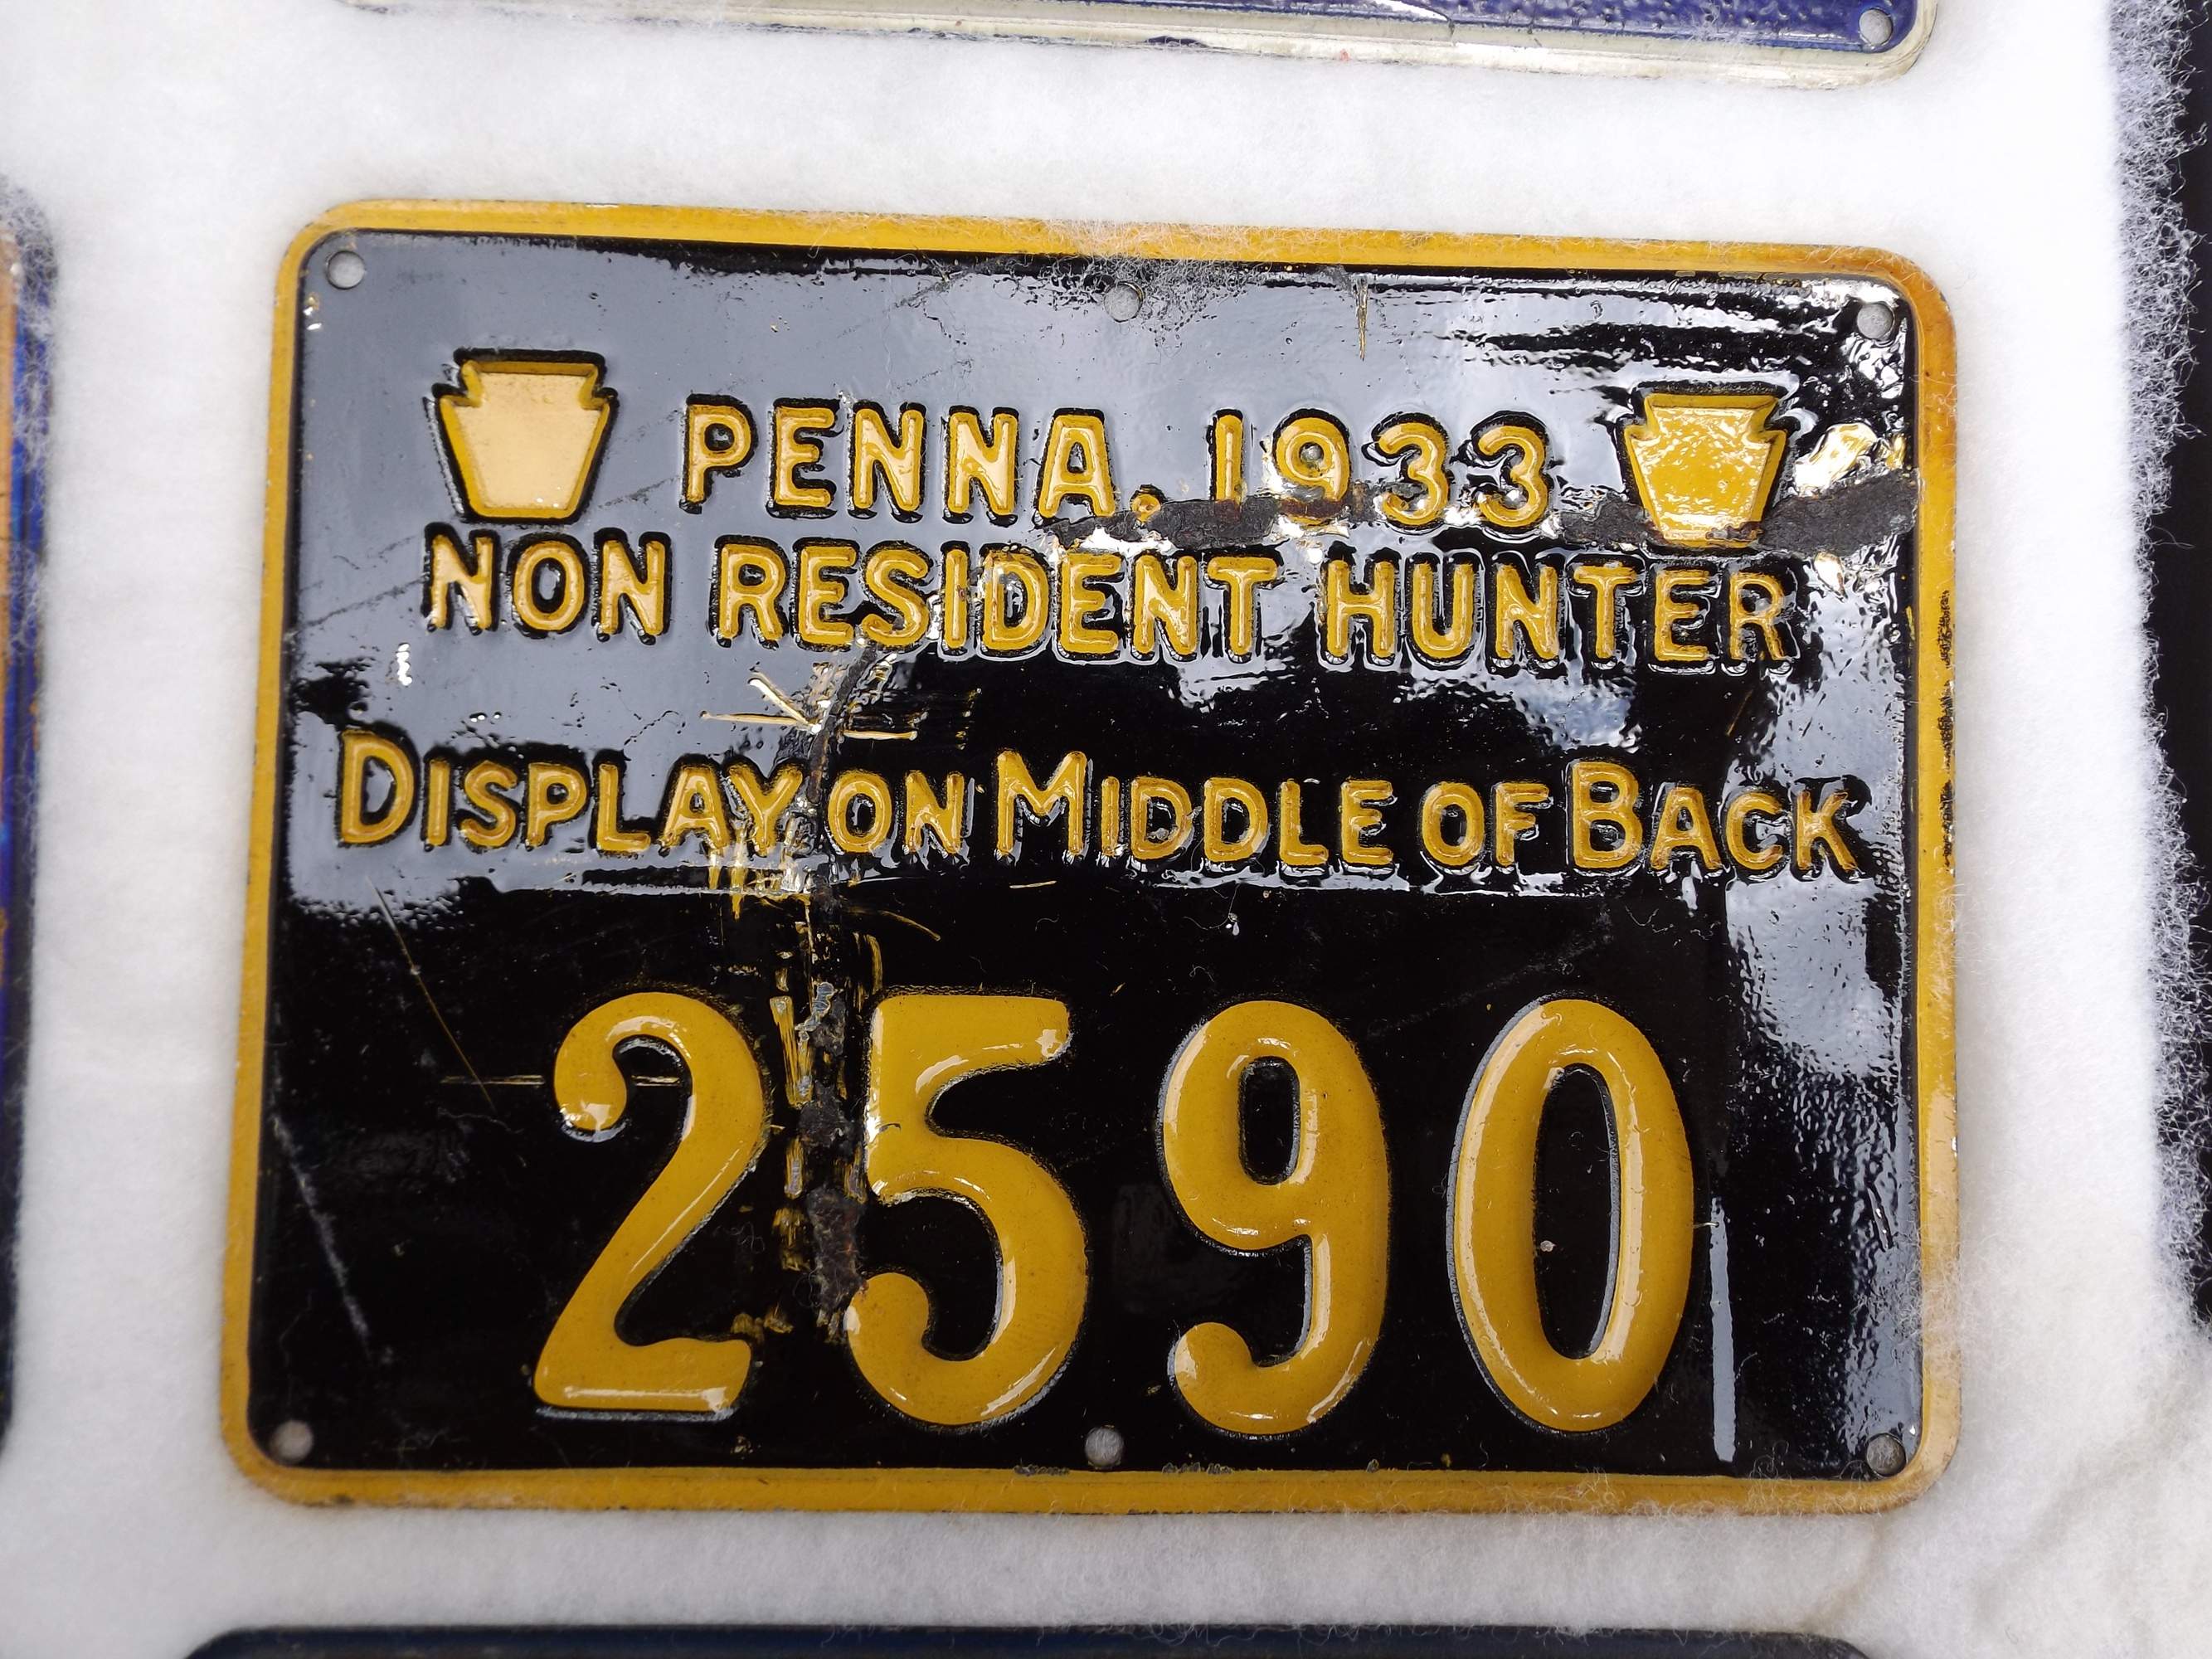 PENNA. 1933
NON RESIDENT HUNTER
DISPLAY ON MIDDLE OF BACK
2590